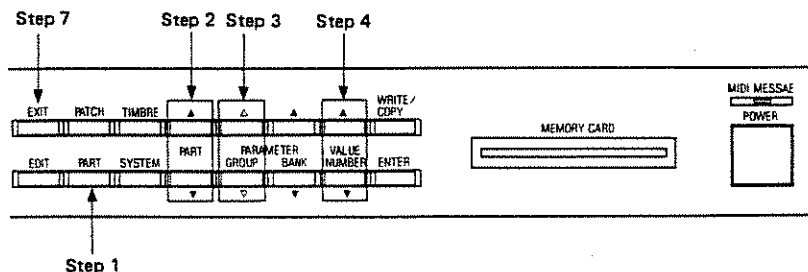 Step 7 Step 2 Step 3 Step 4
EXIT PATCH TIMBRE ▲ △ ▲ ▲ WRITE/COPY
MIDI MESSAE
POWER
MEMORY CARD
PART PARAMETER VALUE
EDIT PART SYSTEM GROUP BANK NUMBER ENTER
▼ ▽ ▼ ▼
Step 1